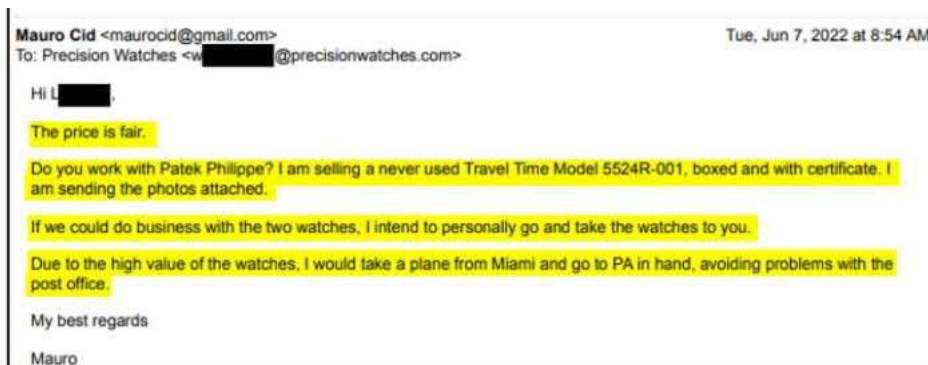 Mauro Cid <maurocid@gmail.com> Tue, Jun 7, 2022 at 8:54 AM
To: Precision Watches <w @precisionwatches.com>
Hi L ,
The price is fair.
Do you work with Patek Philippe? I am selling a never used Travel Time Model 5524R-001, boxed and with certificate. I
am sending the photos attached.
If we could do business with the two watches, I intend to personally go and take the watches to you.
Due to the high value of the watches, I would take a plane from Miami and go to PA in hand, avoiding problems with the
post office.
My best regards
Mauro